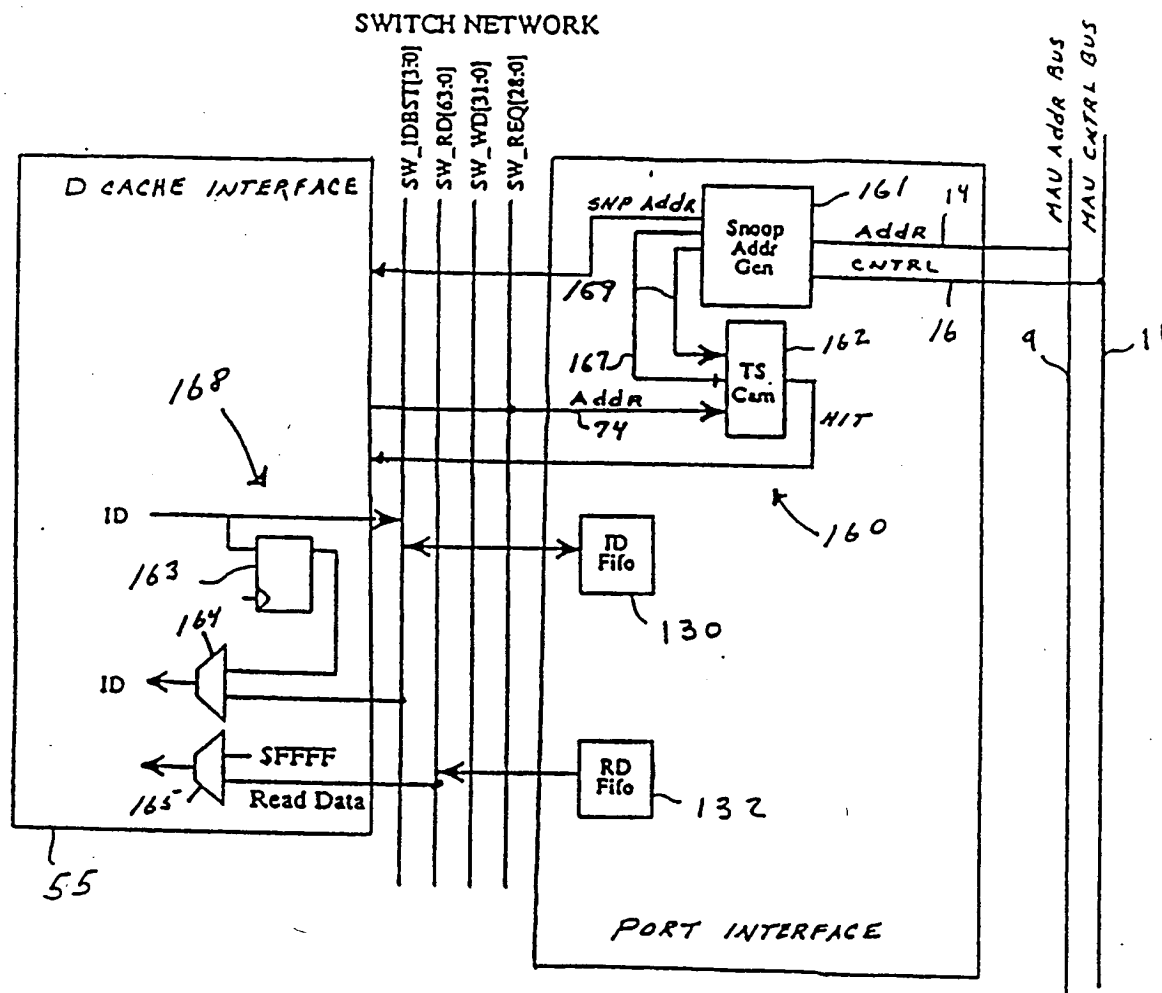 SWITCH NETWORK
SW_IDBST[3:0]
SW_RD[63:0]
SW_WD[31:0]
SW_REQ[28:0]
MAU Addr BUS
MAU CNTRL BUS
D CACHE INTERFACE
SNP Addr
Snoop
Addr
Gen
161
ADDR
14
CNTRL
16
169
9
167
TS
Cam
162
Addr
74
HIT
168
160
ID
163
ID
Fifo
130
164
ID
SFFFF
165
Read Data
RD
Fifo
132
55
PORT INTERFACE